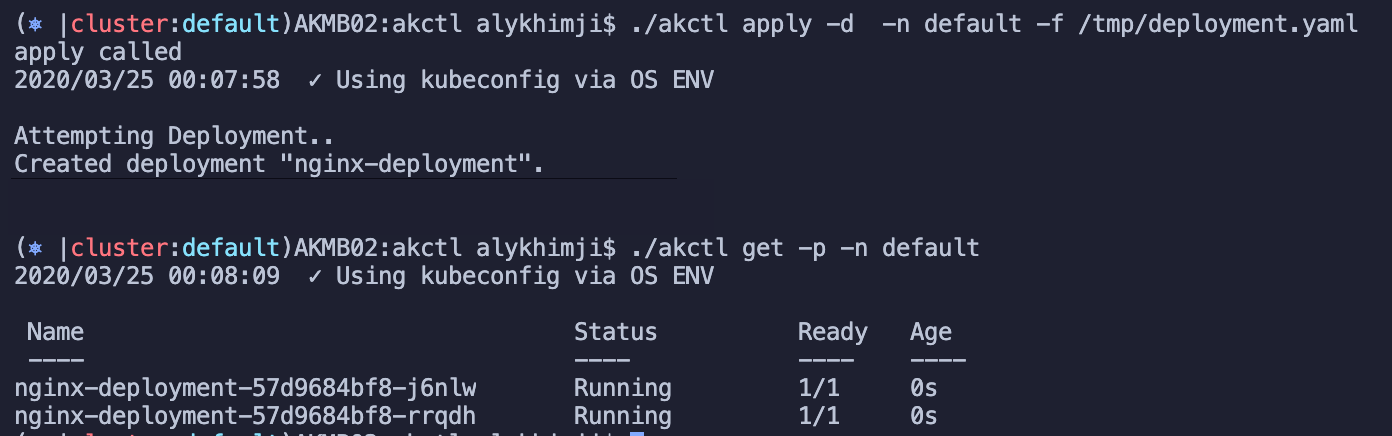 (⎈ |cluster:default)AKMB02:akctl alykhimji$ ./akctl apply -d  -n default -f /tmp/deployment.yaml
apply called
2020/03/25 00:07:58  ✓ Using kubeconfig via OS ENV
Attempting Deployment..
Created deployment "nginx-deployment".
(⎈ |cluster:default)AKMB02:akctl alykhimji$ ./akctl get -p -n default
2020/03/25 00:08:09  ✓ Using kubeconfig via OS ENV
Name Status Ready Age
---- ---- ---- ----
nginx-deployment-57d9684bf8-j6nlw Running 1/1 0s
nginx-deployment-57d9684bf8-rrqdh Running 1/1 0s